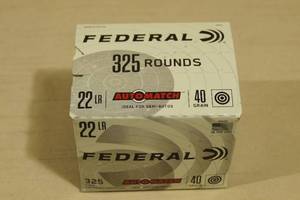 FEDERAL
325 ROUNDS
22 LR
AUTOMATCH
IDEAL FOR SEMI-AUTOS
40
GRAIN
22 LR
FEDERAL
325
AUTOMATCH
40